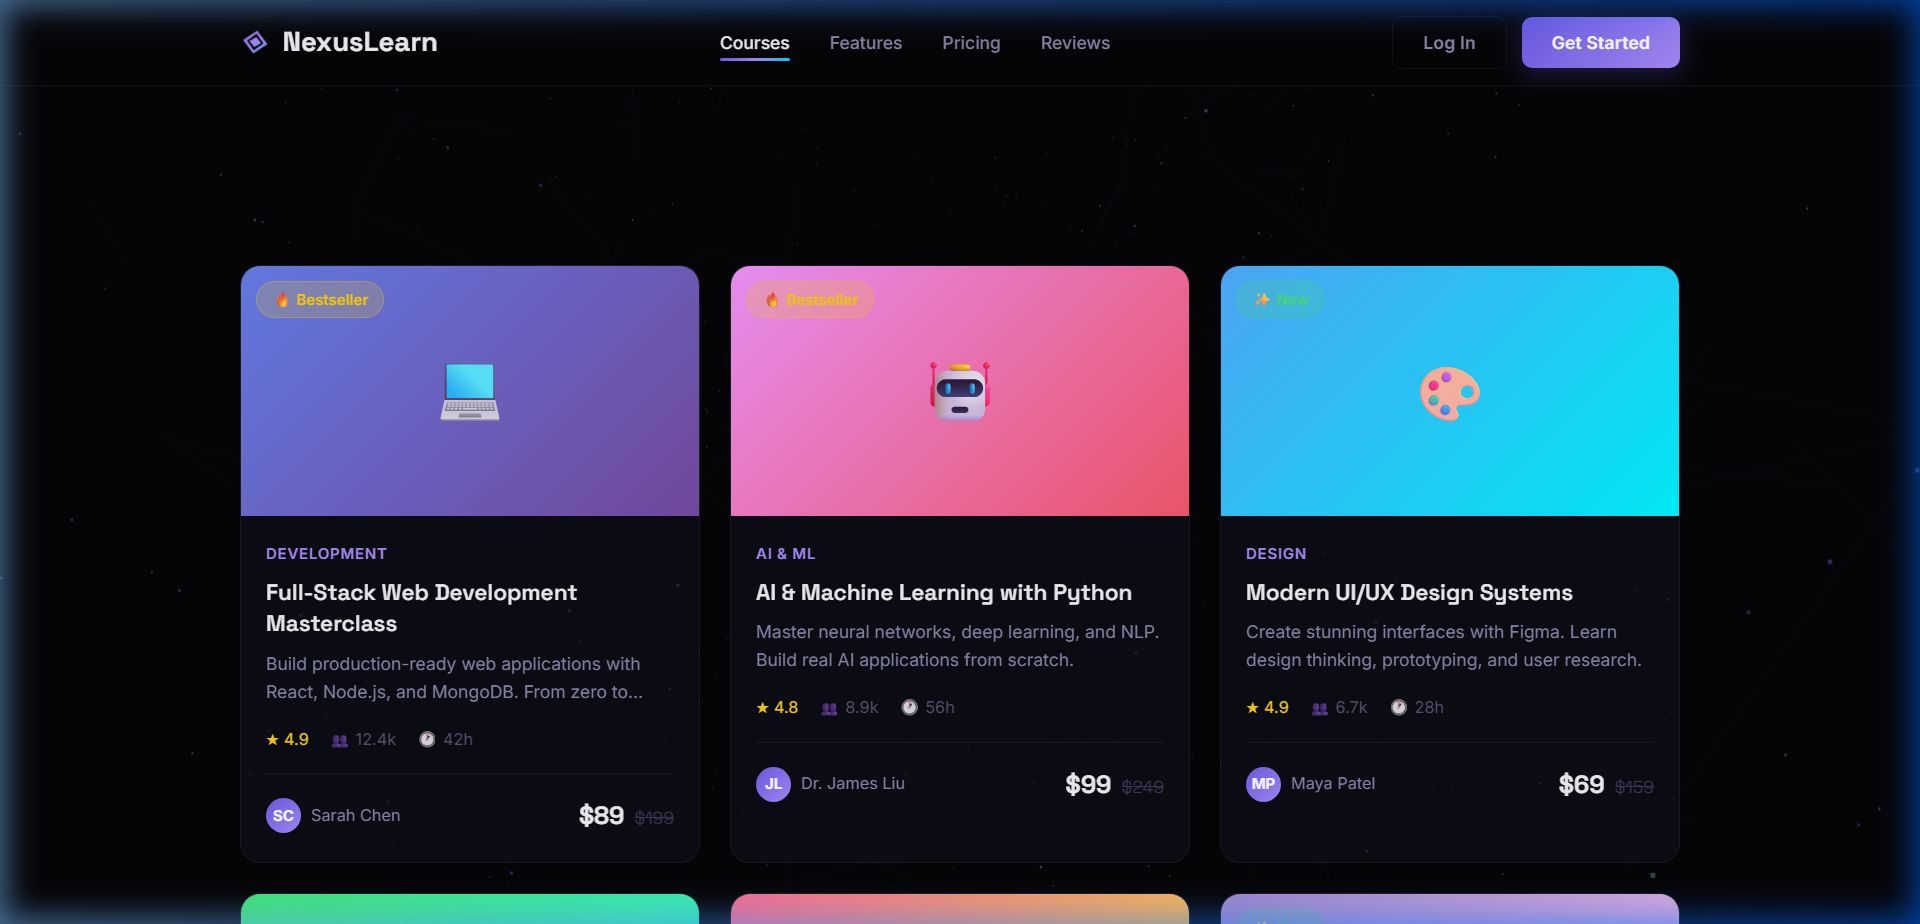 NexusLearn
Courses
Features
Pricing
Reviews
Log In
Get Started
🔥 Bestseller
DEVELOPMENT
Full-Stack Web Development
Masterclass
Build production-ready web applications with
React, Node.js, and MongoDB. From zero to...
★ 4.9 👥 12.4k 🕐 42h
SC Sarah Chen $89 $199
🔥 Bestseller
AI & ML
AI & Machine Learning with Python
Master neural networks, deep learning, and NLP.
Build real AI applications from scratch.
★ 4.8 👥 8.9k 🕐 56h
JL Dr. James Liu $99 $249
✨ New
DESIGN
Modern UI/UX Design Systems
Create stunning interfaces with Figma. Learn
design thinking, prototyping, and user research.
★ 4.9 👥 6.7k 🕐 28h
MP Maya Patel $69 $159